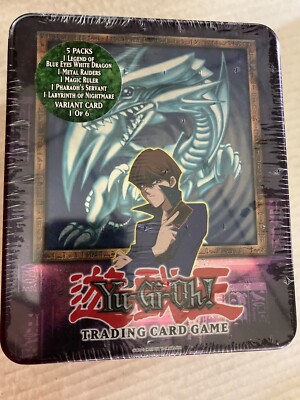 5 PACKS
1 LEGEND OF
BLUE EYES WHITE DRAGON
1 METAL RAIDERS
1 MAGIC RULER
1 PHARAOH'S SERVANT
1 LABYRINTH OF NIGHTMARE
VARIANT CARD
1 OF 6
遊戯王
Yu-Gi-Oh!
TRADING CARD GAME